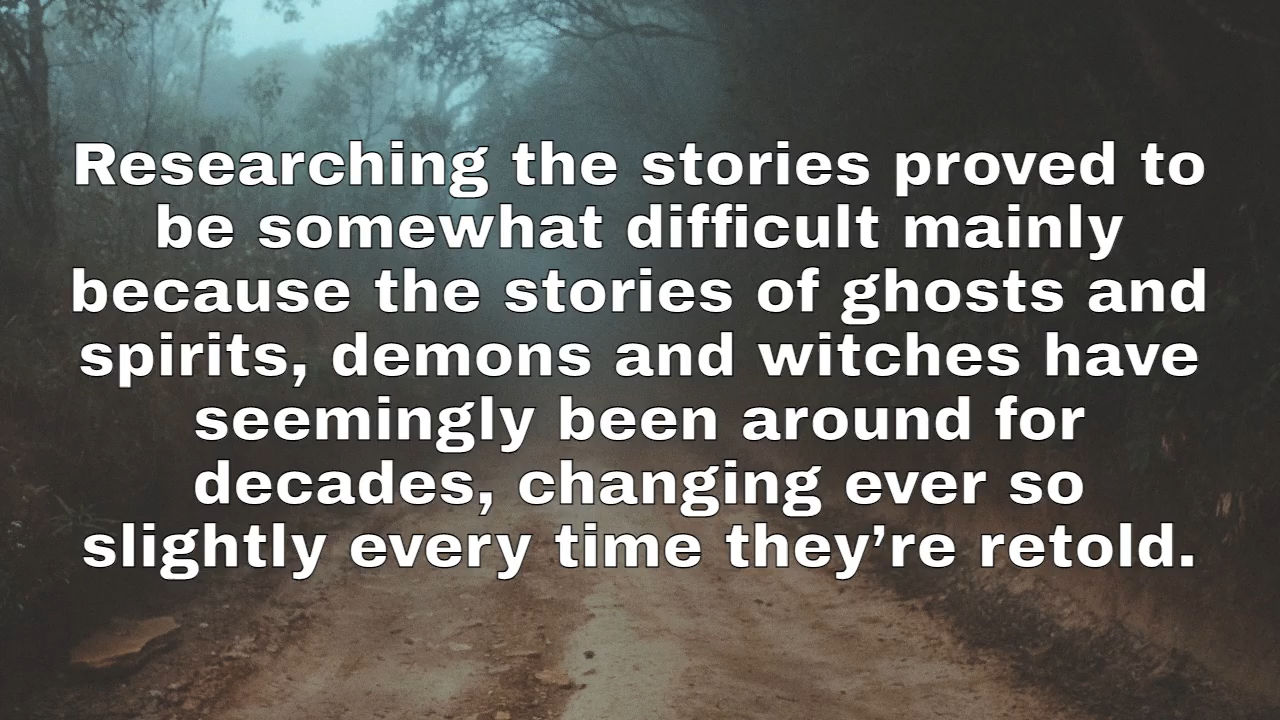 Researching the stories proved to
be somewhat difficult mainly
because the stories of ghosts and
spirits, demons and witches have
seemingly been around for
decades, changing ever so
slightly every time they’re retold.